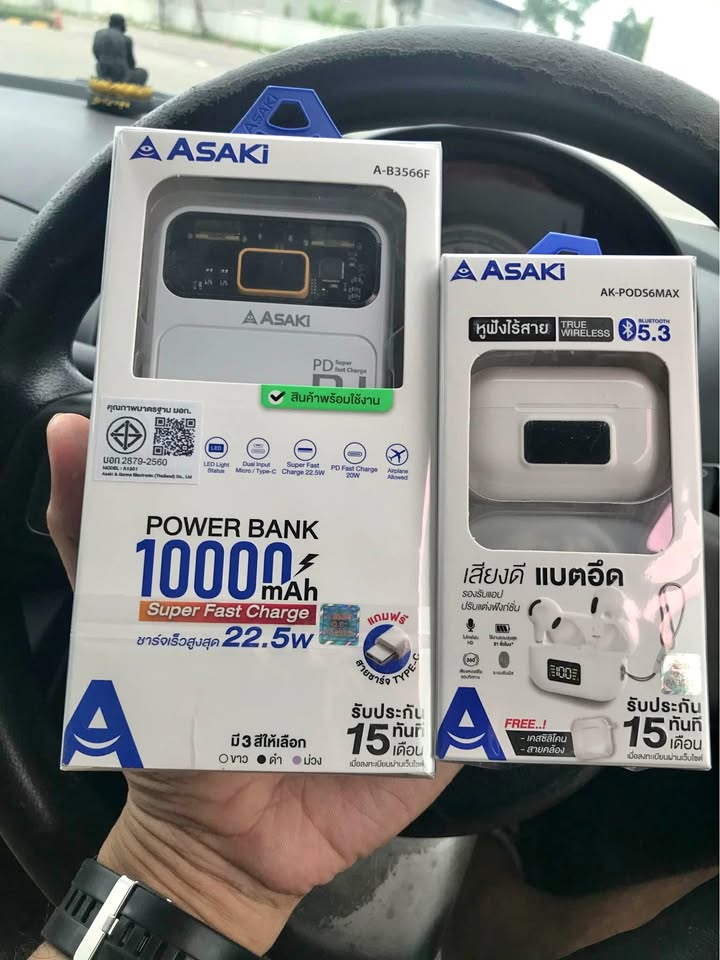 ASAKi
ASAKi
A-B3566F
ASAKi
PD Super
Fast Charge
สินค้าพร้อมใช้งาน
คุณภาพมาตรฐาน มอก.
มอก.2879-2560
MODEL : A1201
Asaki & Genne Electronic (Thailand) Co., Ltd
LED
LED Light
Status
Dual Input
Micro / Type-C
Super Fast
Charge 22.5W
PD Fast Charge
20W
Airplane
Allowed
POWER BANK
10000mAh
Super Fast Charge
ชาร์จเร็วสูงสุด 22.5w
แถมฟรี
สายชาร์จ TYPE-C
มี 3 สีให้เลือก
ขาว ดำ ม่วง
รับประกัน
15 ทันที
เดือน
เมื่อลงทะเบียนผ่านเว็บไซต์
ASAKi
AK-PODS6MAX
หูฟังไร้สาย
TRUE
WIRELESS
BLUETOOTH
5.3
เสียงดี แบตอึด
รองรับแอป
ปรับแต่งฟังก์ชั่น
360°
100
FREE..!
- เคสซิลิโคน
- สายคล้อง
รับประกัน
15 ทันที
เดือน
เมื่อลงทะเบียนผ่านเว็บไซต์